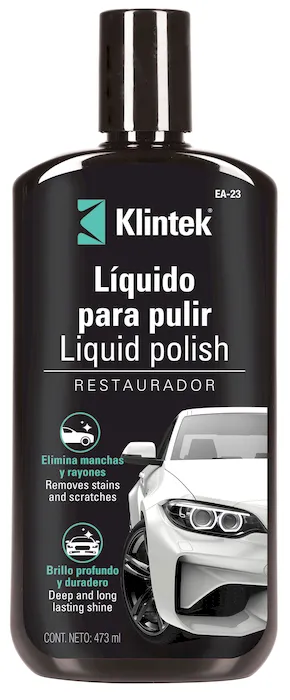 EA-23
Klintek®
Líquido
para pulir
Liquid polish
RESTAURADOR
Elimina manchas
y rayones
Removes stains
and scratches
Brillo profundo
y duradero
Deep and long
lasting shine
CONT. NETO: 473 ml